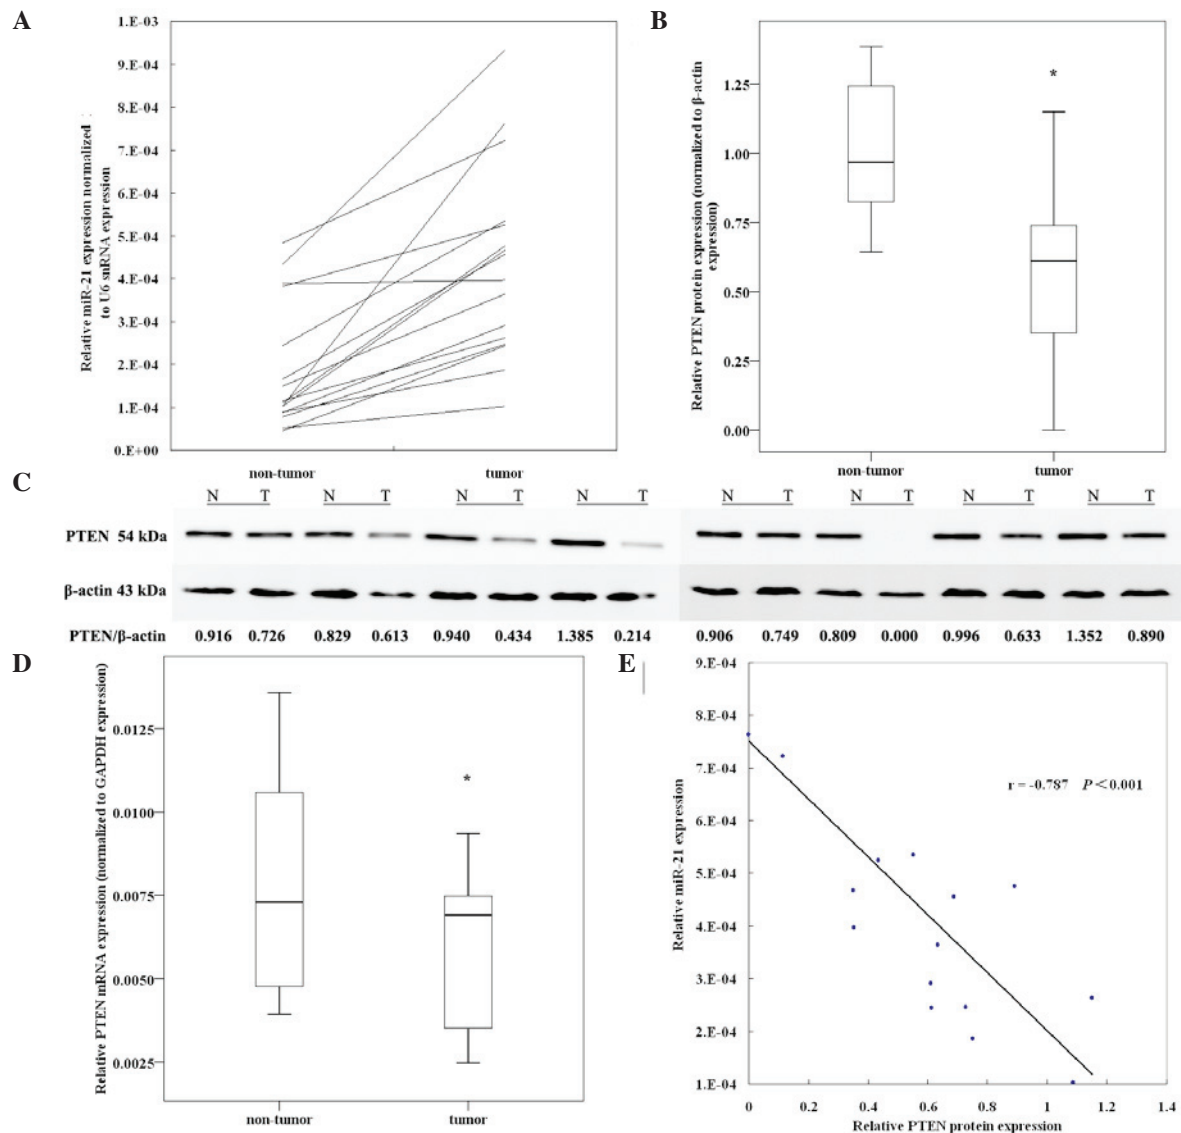 A
Relative miR-21 expression normalized
to U6 snRNA expression
1.E-03
9.E-04
8.E-04
7.E-04
6.E-04
5.E-04
4.E-04
3.E-04
2.E-04
1.E-04
0.E+00
non-tumor tumor
B
Relative PTEN protein expression (normalized to β-actin
expression)
1.25
1.00
0.75
0.50
0.25
0.00
*
non-tumor tumor
C
N T N T N T N T N T N T N T N T
PTEN 54 kDa
β-actin 43 kDa
PTEN/β-actin 0.916 0.726 0.829 0.613 0.940 0.434 1.385 0.214 0.906 0.749 0.809 0.000 0.996 0.633 1.352 0.890
D
Relative PTEN mRNA expression (normalized to GAPDH expression)
0.0125
0.0100
0.0075
0.0050
0.0025
*
non-tumor tumor
E
Relative miR-21 expression
9.E-04
8.E-04
7.E-04
6.E-04
5.E-04
4.E-04
3.E-04
2.E-04
1.E-04
r = -0.787 P<0.001
0 0.2 0.4 0.6 0.8 1 1.2 1.4
Relative PTEN protein expression